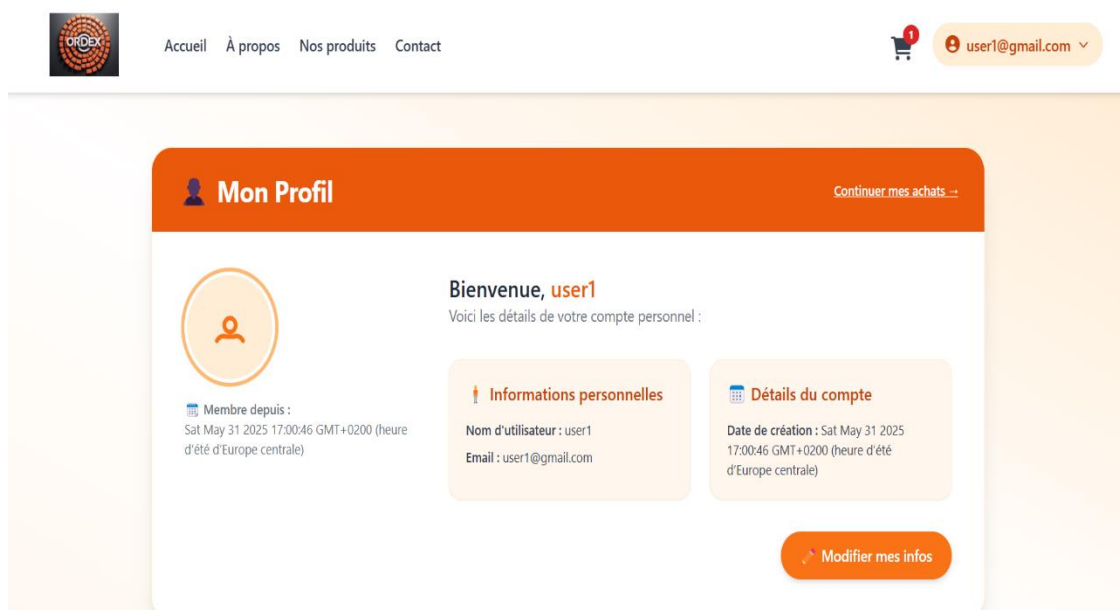 ORDEX
Accueil À propos Nos produits Contact
1
user1@gmail.com
Mon Profil
Continuer mes achats →
Bienvenue, user1
Voici les détails de votre compte personnel :
Membre depuis :
Sat May 31 2025 17:00:46 GMT+0200 (heure
d'été d'Europe centrale)
Informations personnelles
Nom d'utilisateur : user1
Email : user1@gmail.com
Détails du compte
Date de création : Sat May 31 2025
17:00:46 GMT+0200 (heure d'été
d'Europe centrale)
Modifier mes infos